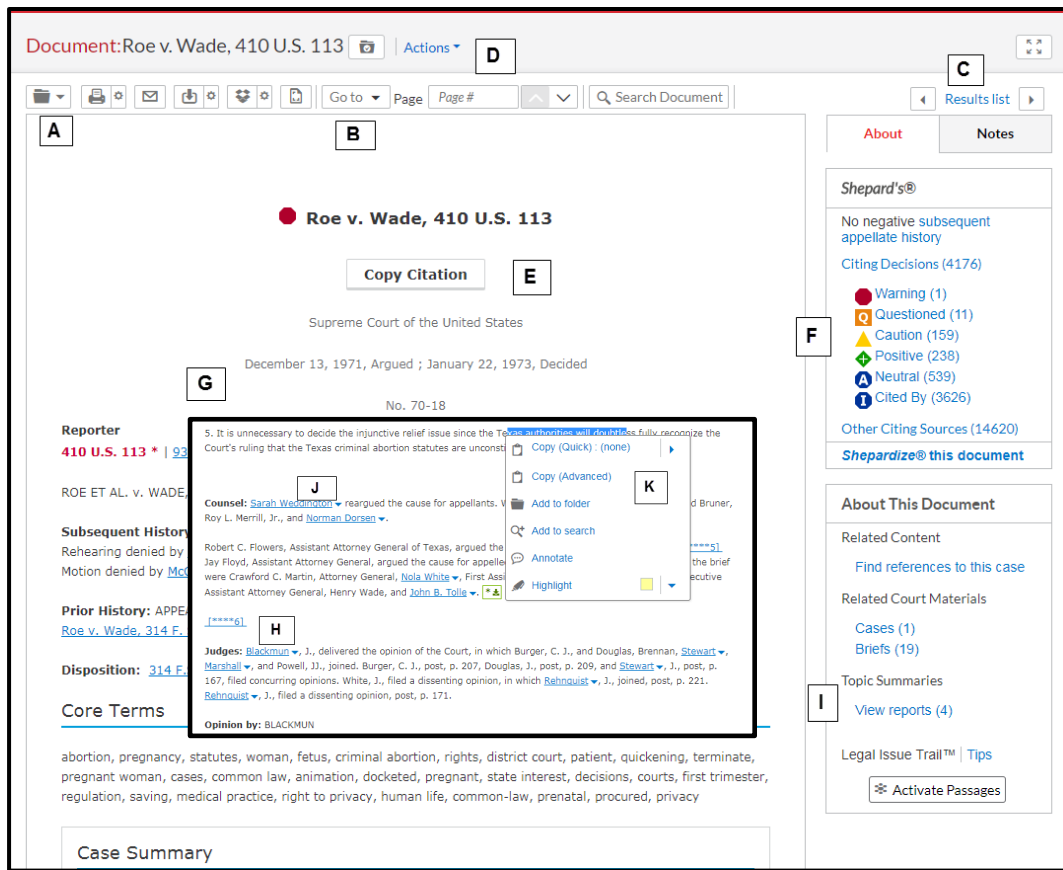 Document:Roe v. Wade, 410 U.S. 113 Actions
D
C
Go to Page Page # Search Document
Results list
A
B
About Notes
Roe v. Wade, 410 U.S. 113
Copy Citation
E
Supreme Court of the United States
December 13, 1971, Argued ; January 22, 1973, Decided
G
No. 70-18
Reporter
410 U.S. 113 * | 93
ROE ET AL. v. WADE,
Subsequent History
Rehearing denied by
Motion denied by McC
Prior History: APPEA
Roe v. Wade, 314 F.
Disposition: 314 F.S
5. It is unnecessary to decide the injunctive relief issue since the Texas authorities will doubtless fully recognize the
Court's ruling that the Texas criminal abortion statutes are unconsti
J
Counsel: Sarah Weddington reargued the cause for appellants. W d Bruner,
Roy L. Merrill, Jr., and Norman Dorsen .
Robert C. Flowers, Assistant Attorney General of Texas, argued the ****5]
Jay Floyd, Assistant Attorney General, argued the cause for appellee the brief
were Crawford C. Martin, Attorney General, Nola White , First Assi ecutive
Assistant Attorney General, Henry Wade, and John B. Tolle . *
[****6]
H
Judges: Blackmun , J., delivered the opinion of the Court, in which Burger, C. J., and Douglas, Brennan, Stewart ,
Marshall , and Powell, JJ., joined. Burger, C. J., post, p. 207, Douglas, J., post, p. 209, and Stewart , J., post, p.
167, filed concurring opinions. White, J., filed a dissenting opinion, in which Rehnquist , J., joined, post, p. 221.
Rehnquist , J., filed a dissenting opinion, post, p. 171.
Opinion by: BLACKMUN
Copy (Quick) : (none)
Copy (Advanced)
K
Add to folder
Add to search
Annotate
Highlight
Core Terms
abortion, pregnancy, statutes, woman, fetus, criminal abortion, rights, district court, patient, quickening, terminate,
pregnant woman, cases, common law, animation, docketed, pregnant, state interest, decisions, courts, first trimester,
regulation, saving, medical practice, right to privacy, human life, common-law, prenatal, procured, privacy
Case Summary
Shepard's®
No negative subsequent
appellate history
Citing Decisions (4176)
Warning (1)
Q Questioned (11)
F
Caution (159)
Positive (238)
A Neutral (539)
I Cited By (3626)
Other Citing Sources (14620)
Shepardize® this document
About This Document
Related Content
Find references to this case
Related Court Materials
Cases (1)
Briefs (19)
Topic Summaries
I
View reports (4)
Legal Issue Trail™ | Tips
Activate Passages